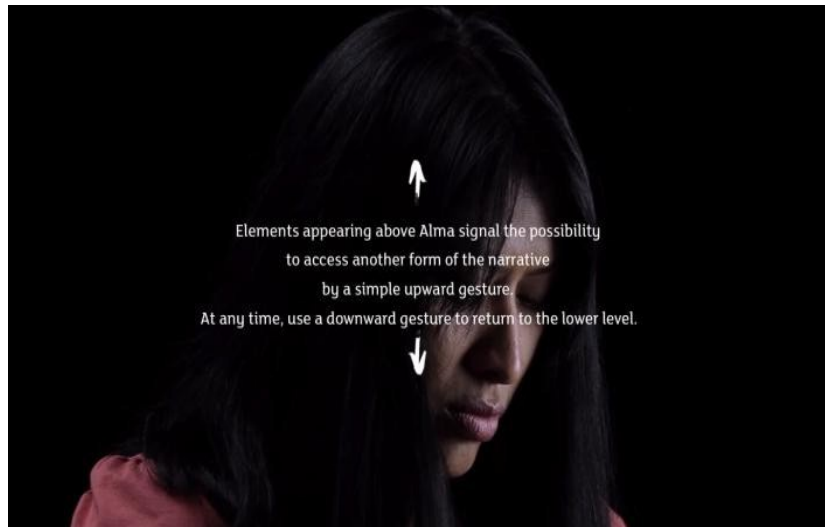 Elements appearing above Alma signal the possibility
to access another form of the narrative
by a simple upward gesture.
At any time, use a downward gesture to return to the lower level.